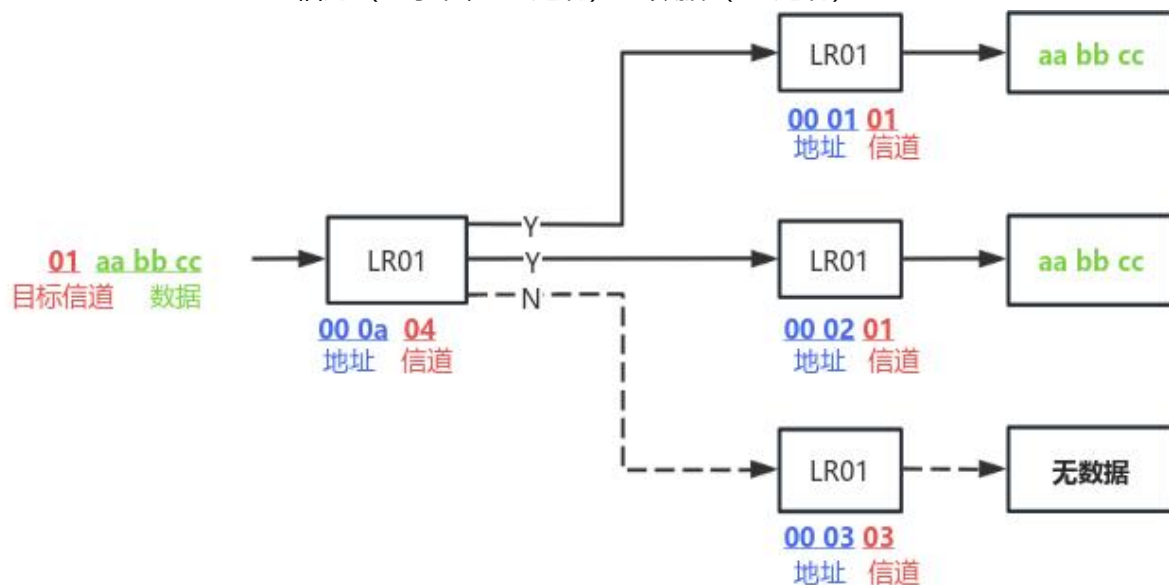 LR01
aa bb cc
00 01 01
地址 信道
Y
01 aa bb cc
目标信道 数据
LR01
Y
LR01
aa bb cc
N
00 0a 04
地址 信道
00 02 01
地址 信道
LR01
无数据
00 03 03
地址 信道